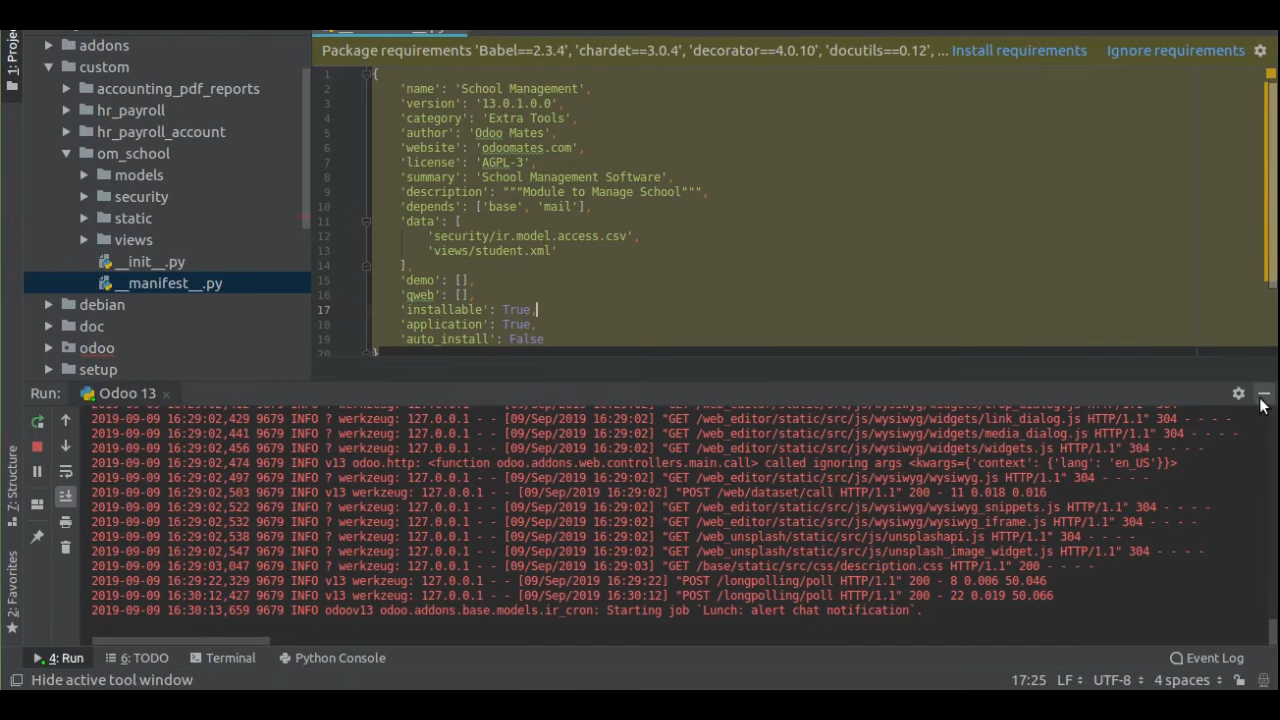 1: Proje
addons
custom
accounting_pdf_reports
hr_payroll
hr_payroll_account
om_school
models
security
static
views
__init__.py
__manifest__.py
debian
doc
odoo
setup
Package requirements 'Babel==2.3.4', 'chardet==3.0.4', 'decorator==4.0.10', 'docutils==0.12', ... Install requirements Ignore requirements
1 {
2 'name': 'School Management',
3 'version': '13.0.1.0.0',
4 'category': 'Extra Tools',
5 'author': 'Odoo Mates',
6 'website': 'odoomates.com',
7 'license': 'AGPL-3',
8 'summary': 'School Management Software',
9 'description': """Module to Manage School""",
10 'depends': ['base', 'mail'],
11 'data': [
12 'security/ir.model.access.csv',
13 'views/student.xml'
14 ],
15 'demo': [],
16 'qweb': [],
17 'installable': True,
18 'application': True,
19 'auto_install': False
20 }
Run: Odoo 13
2019-09-09 16:29:02,429 9679 INFO ? werkzeug: 127.0.0.1 - - [09/Sep/2019 16:29:02] "GET /web_editor/static/src/js/wysiwyg/widgets/link_dialog.js HTTP/1.1" 304 - - - -
2019-09-09 16:29:02,441 9679 INFO ? werkzeug: 127.0.0.1 - - [09/Sep/2019 16:29:02] "GET /web_editor/static/src/js/wysiwyg/widgets/media_dialog.js HTTP/1.1" 304 - - - -
2019-09-09 16:29:02,456 9679 INFO ? werkzeug: 127.0.0.1 - - [09/Sep/2019 16:29:02] "GET /web_editor/static/src/js/wysiwyg/widgets/widgets.js HTTP/1.1" 304 - - - -
2019-09-09 16:29:02,474 9679 INFO v13 odoo.http: <function odoo.addons.web.controllers.main.call> called ignoring args <kwargs={'context': {'lang': 'en_US'}}>
2019-09-09 16:29:02,497 9679 INFO ? werkzeug: 127.0.0.1 - - [09/Sep/2019 16:29:02] "GET /web_editor/static/src/js/wysiwyg/wysiwyg.js HTTP/1.1" 304 - - - -
2019-09-09 16:29:02,503 9679 INFO v13 werkzeug: 127.0.0.1 - - [09/Sep/2019 16:29:02] "POST /web/dataset/call HTTP/1.1" 200 - 11 0.018 0.016
2019-09-09 16:29:02,522 9679 INFO ? werkzeug: 127.0.0.1 - - [09/Sep/2019 16:29:02] "GET /web_editor/static/src/js/wysiwyg/wysiwyg_snippets.js HTTP/1.1" 304 - - - -
2019-09-09 16:29:02,532 9679 INFO ? werkzeug: 127.0.0.1 - - [09/Sep/2019 16:29:02] "GET /web_editor/static/src/js/wysiwyg/wysiwyg_iframe.js HTTP/1.1" 304 - - - -
2019-09-09 16:29:02,538 9679 INFO ? werkzeug: 127.0.0.1 - - [09/Sep/2019 16:29:02] "GET /web_unsplash/static/src/js/unsplashapi.js HTTP/1.1" 304 - - - -
2019-09-09 16:29:02,547 9679 INFO ? werkzeug: 127.0.0.1 - - [09/Sep/2019 16:29:02] "GET /web_unsplash/static/src/js/unsplash_image_widget.js HTTP/1.1" 304 - - - -
2019-09-09 16:29:03,047 9679 INFO ? werkzeug: 127.0.0.1 - - [09/Sep/2019 16:29:03] "GET /base/static/src/css/description.css HTTP/1.1" 200 - - - -
2019-09-09 16:29:22,329 9679 INFO v13 werkzeug: 127.0.0.1 - - [09/Sep/2019 16:29:22] "POST /longpolling/poll HTTP/1.1" 200 - 8 0.006 50.046
2019-09-09 16:30:12,427 9679 INFO v13 werkzeug: 127.0.0.1 - - [09/Sep/2019 16:30:12] "POST /longpolling/poll HTTP/1.1" 200 - 22 0.019 50.066
2019-09-09 16:30:13,659 9679 INFO odoov13 odoo.addons.base.models.ir_cron: Starting job `Lunch: alert chat notification`.
7: Structure
2: Favorites
4: Run 6: TODO Terminal Python Console Event Log
Hide active tool window 17:25 LF UTF-8 4 spaces